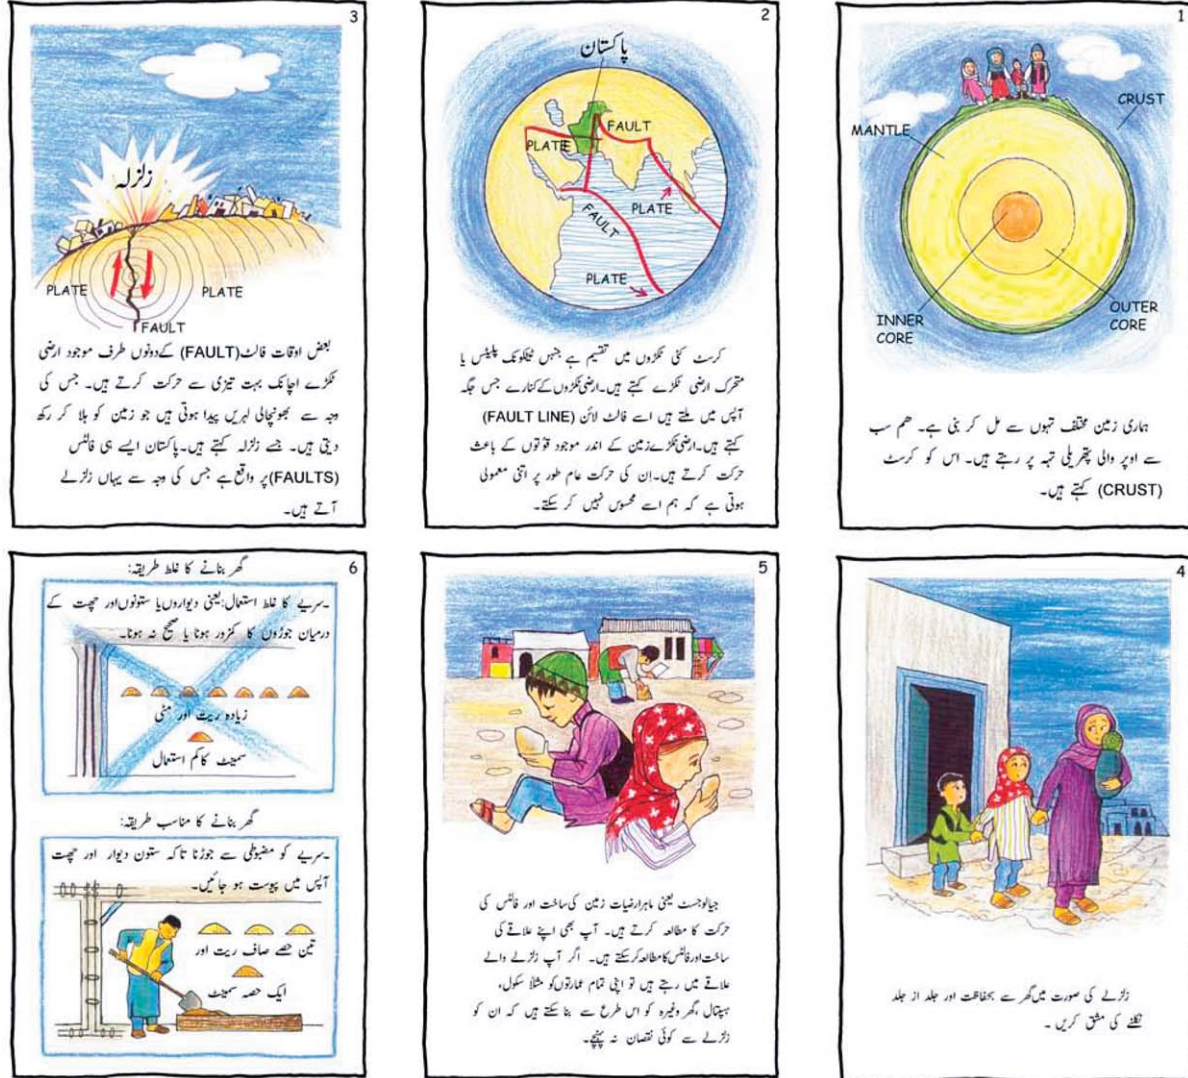 1
CRUST
MANTLE
INNER
CORE
OUTER
CORE
ہماری زمین مختلف تہوں سے مل کر بنی ہے۔ ھم سب
سے اوپر والی پتھریلی تہہ پر رہتے ہیں۔ اس کو کرسٹ
(CRUST) کہتے ہیں۔
2
پاکستان
FAULT
PLATE
PLATE
FAULT
PLATE
کرسٹ کئی ٹکڑوں میں تقسیم ہے جنہیں ٹیکٹونک پلیٹس یا
متحرک ارضی ٹکڑے کہتے ہیں۔ارضی ٹکڑوں کے کنارے جس جگہ
آپس میں ملتے ہیں اسے فالٹ لائن (FAULT LINE)
کہتے ہیں۔ارضی ٹکڑے زمین کے اندر موجود قوتوں کے باعث
حرکت کرتے ہیں۔اِن کی حرکت عام طور پر اتنی معمولی
ہوتی ہے کہ ہم اسے محسوس نہیں کر سکتے۔
3
زلزلہ
PLATE
PLATE
FAULT
بعض اوقات فالٹ(FAULT) کے دونوں طرف موجود ارضی
ٹکڑے اچانک بہت تیزی سے حرکت کرتے ہیں۔ جس کی
وجہ سے بھونچالی لہریں پیدا ہوتی ہیں جو زمین کو ہلا کر رکھ
دیتی ہیں۔ جسے زلزلہ کہتے ہیں۔پاکستان ایسے ہی فالٹس
(FAULTS)پر واقع ہے جس کی وجہ سے یہاں زلزلے
آتے ہیں۔
4
زلزلے کی صورت میں گھر سے بحفاظت اور جلد از جلد
نکلنے کی مشق کریں ۔
5
جیالوجسٹ یعنی ماہرارضیات زمین کی ساخت اور فالٹس کی
حرکت کا مطالعہ کرتے ہیں۔ آپ بھی اپنے علاقے کی
ساخت اور فالٹس کا مطالعہ کرسکتے ہیں۔ اگر آپ زلزلے والے
علاقے میں رہتے ہیں تو اپنی تمام عمارتوں کو مثلاً سکول،
ہسپتال ،گھر وغیرہ کو اس طرح سے بنا سکتے ہیں کہ ان کو
زلزلے سے کوئی نقصان نہ پہنچے۔
6
گھر بنانے کا غلط طریقہ:
۔سریے کا غلط استعمال:یعنی دیواروں یا ستونوں اور چھت کے
درمیان جوڑوں کا کمزور ہونا یا صحیح نہ ہونا۔
زیادہ ریت اور مٹی
سمینٹ کا کم استعمال
گھر بنانے کا مناسب طریقہ:
۔سریے کو مضبوطی سے جوڑنا تاکہ ستون دیوار اور چھت
آپس میں پیوست ہو جائیں۔
تین حصے صاف ریت اور
ایک حصہ سمینٹ